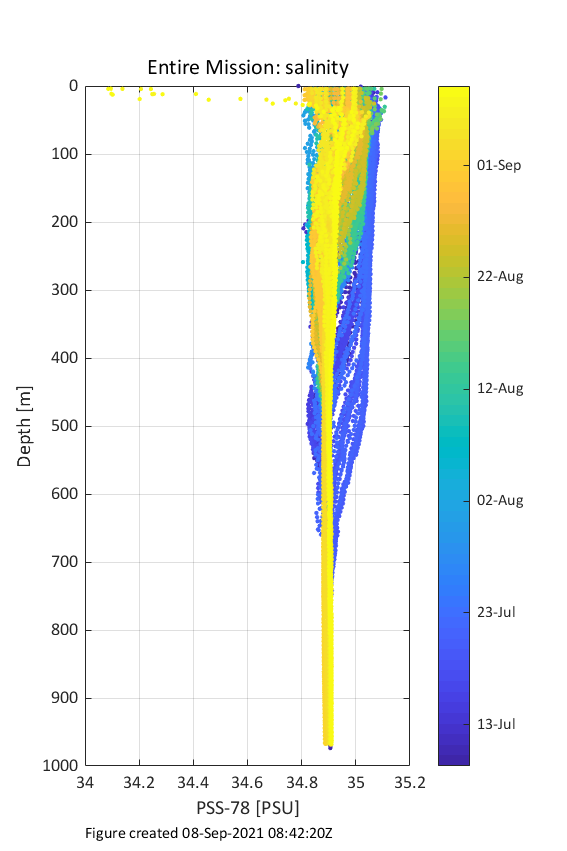 Entire Mission: salinity
0
100
200
300
400
500
600
700
800
900
1000
Depth [m]
34
34.2
34.4
34.6
34.8
35
35.2
PSS-78 [PSU]
01-Sep
22-Aug
12-Aug
02-Aug
23-Jul
13-Jul
Figure created 08-Sep-2021 08:42:20Z